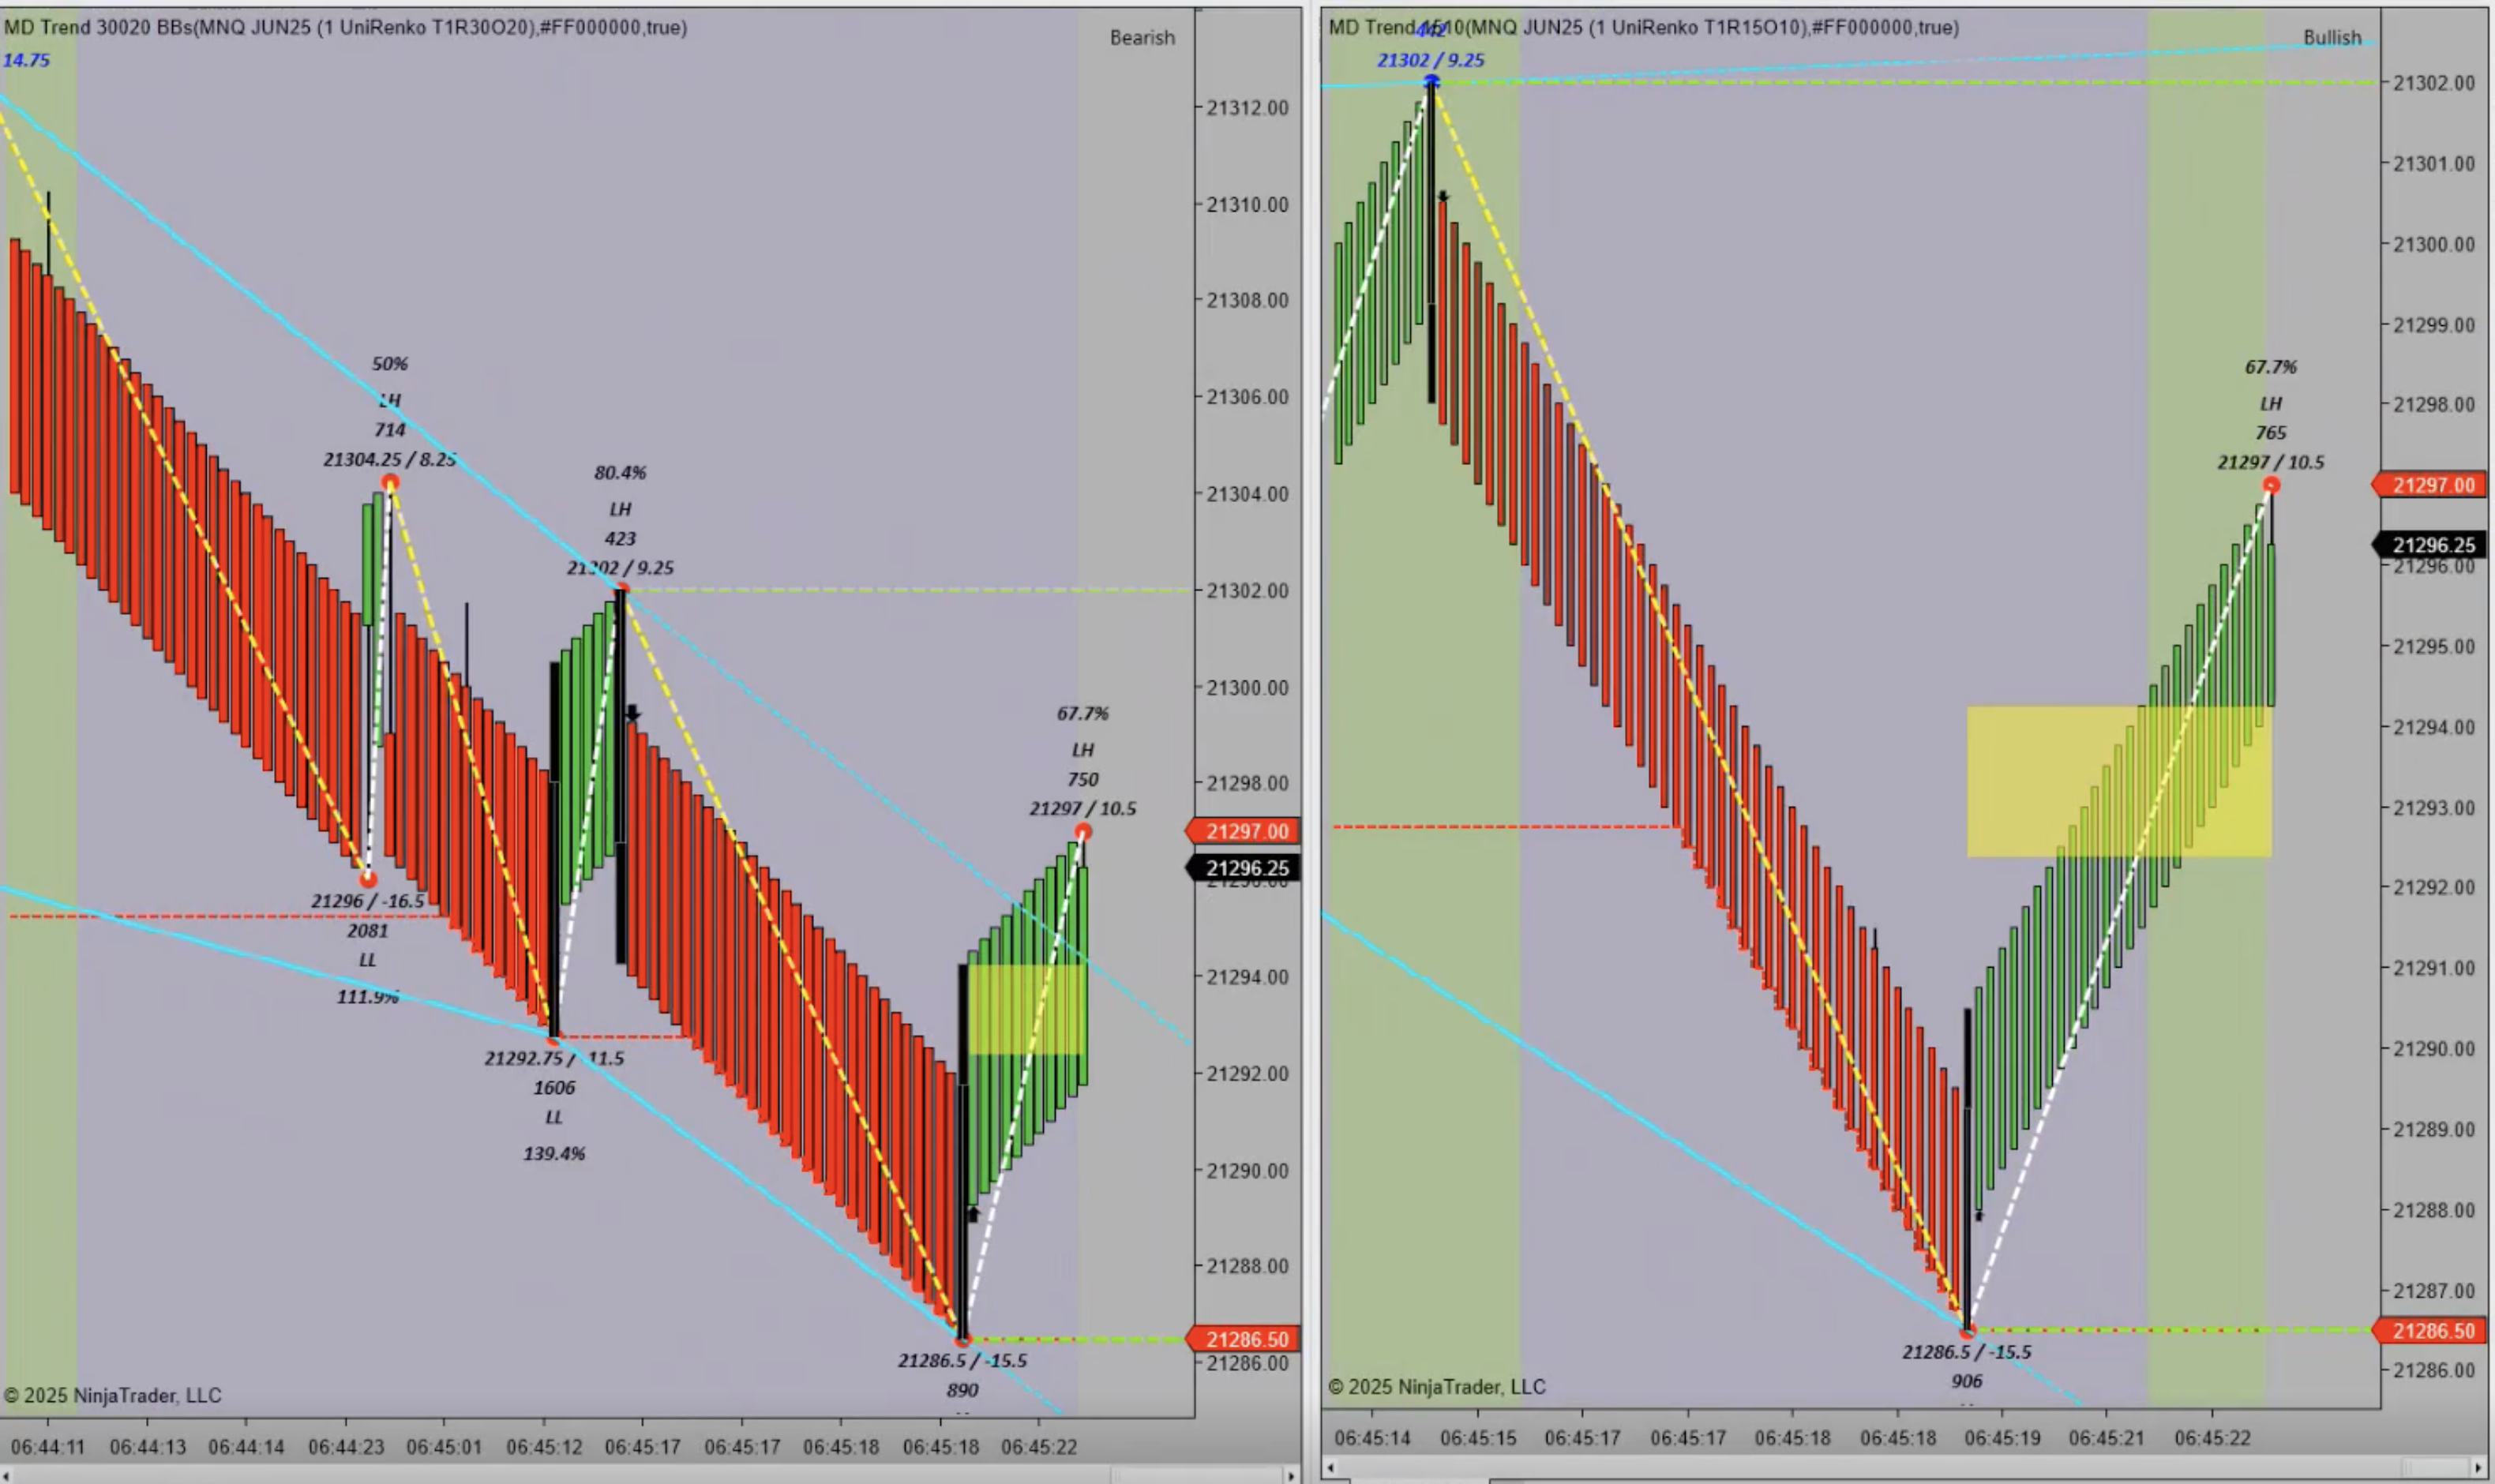 MD Trend 30020 BBs(MNQ JUN25 (1 UniRenko T1R30O20),#FF000000,true)
Bearish
14.75
50%
LH
714
21304.25 / 8.25
80.4%
LH
423
21302 / 9.25
67.7%
LH
750
21297 / 10.5
21296 / -16.5
2081
LL
111.9%
21292.75 / -11.5
1606
LL
139.4%
21286.5 / -15.5
890
21312.00
21310.00
21308.00
21306.00
21304.00
21302.00
21300.00
21298.00
21297.00
21296.25
21294.00
21292.00
21290.00
21288.00
21286.50
21286.00
© 2025 NinjaTrader, LLC
06:44:11 06:44:13 06:44:14 06:44:23 06:45:01 06:45:12 06:45:17 06:45:17 06:45:18 06:45:18 06:45:22
MD Trend 1510(MNQ JUN25 (1 UniRenko T1R15O10),#FF000000,true)
Bullish
442
21302 / 9.25
67.7%
LH
765
21297 / 10.5
21286.5 / -15.5
906
21302.00
21301.00
21300.00
21299.00
21298.00
21297.00
21296.25
21296.00
21295.00
21294.00
21293.00
21292.00
21291.00
21290.00
21289.00
21288.00
21287.00
21286.50
21286.00
© 2025 NinjaTrader, LLC
06:45:14 06:45:15 06:45:17 06:45:17 06:45:18 06:45:18 06:45:19 06:45:21 06:45:22